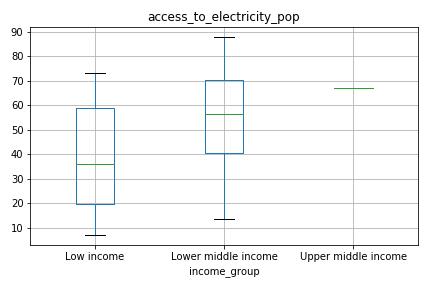 access_to_electricity_pop
90
80
70
60
50
40
30
20
10
Low income
Lower middle income
Upper middle income
income_group